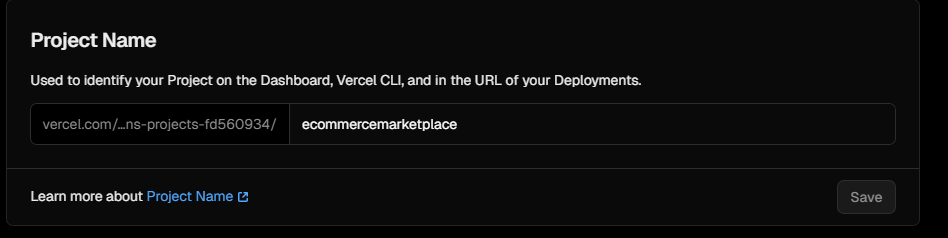 Project Name
Used to identify your Project on the Dashboard, Vercel CLI, and in the URL of your Deployments.
vercel.com/...ns-projects-fd560934/ ecommercemarketplace
Learn more about Project Name Save